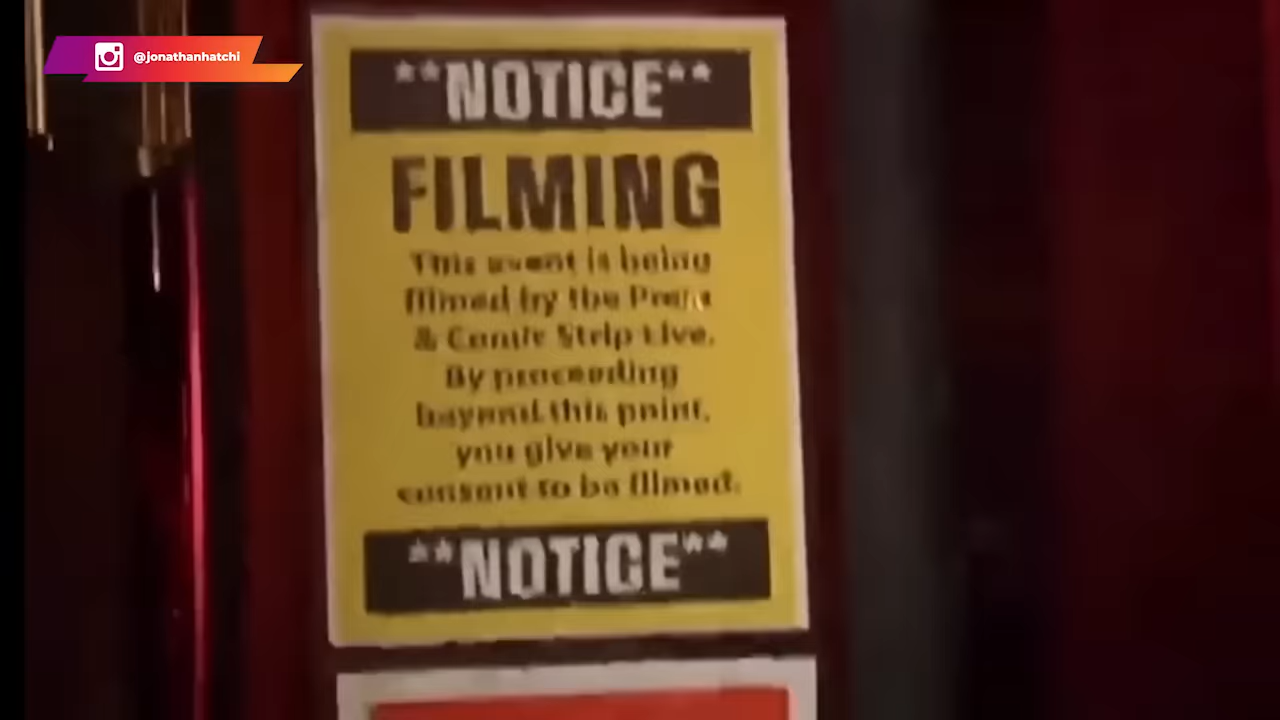 @jonathanhatchi
**NOTICE**
FILMING
This event is being
filmed by the Press
& Comic Strip Live.
By proceeding
beyond this point,
you give your
consent to be filmed.
**NOTICE**